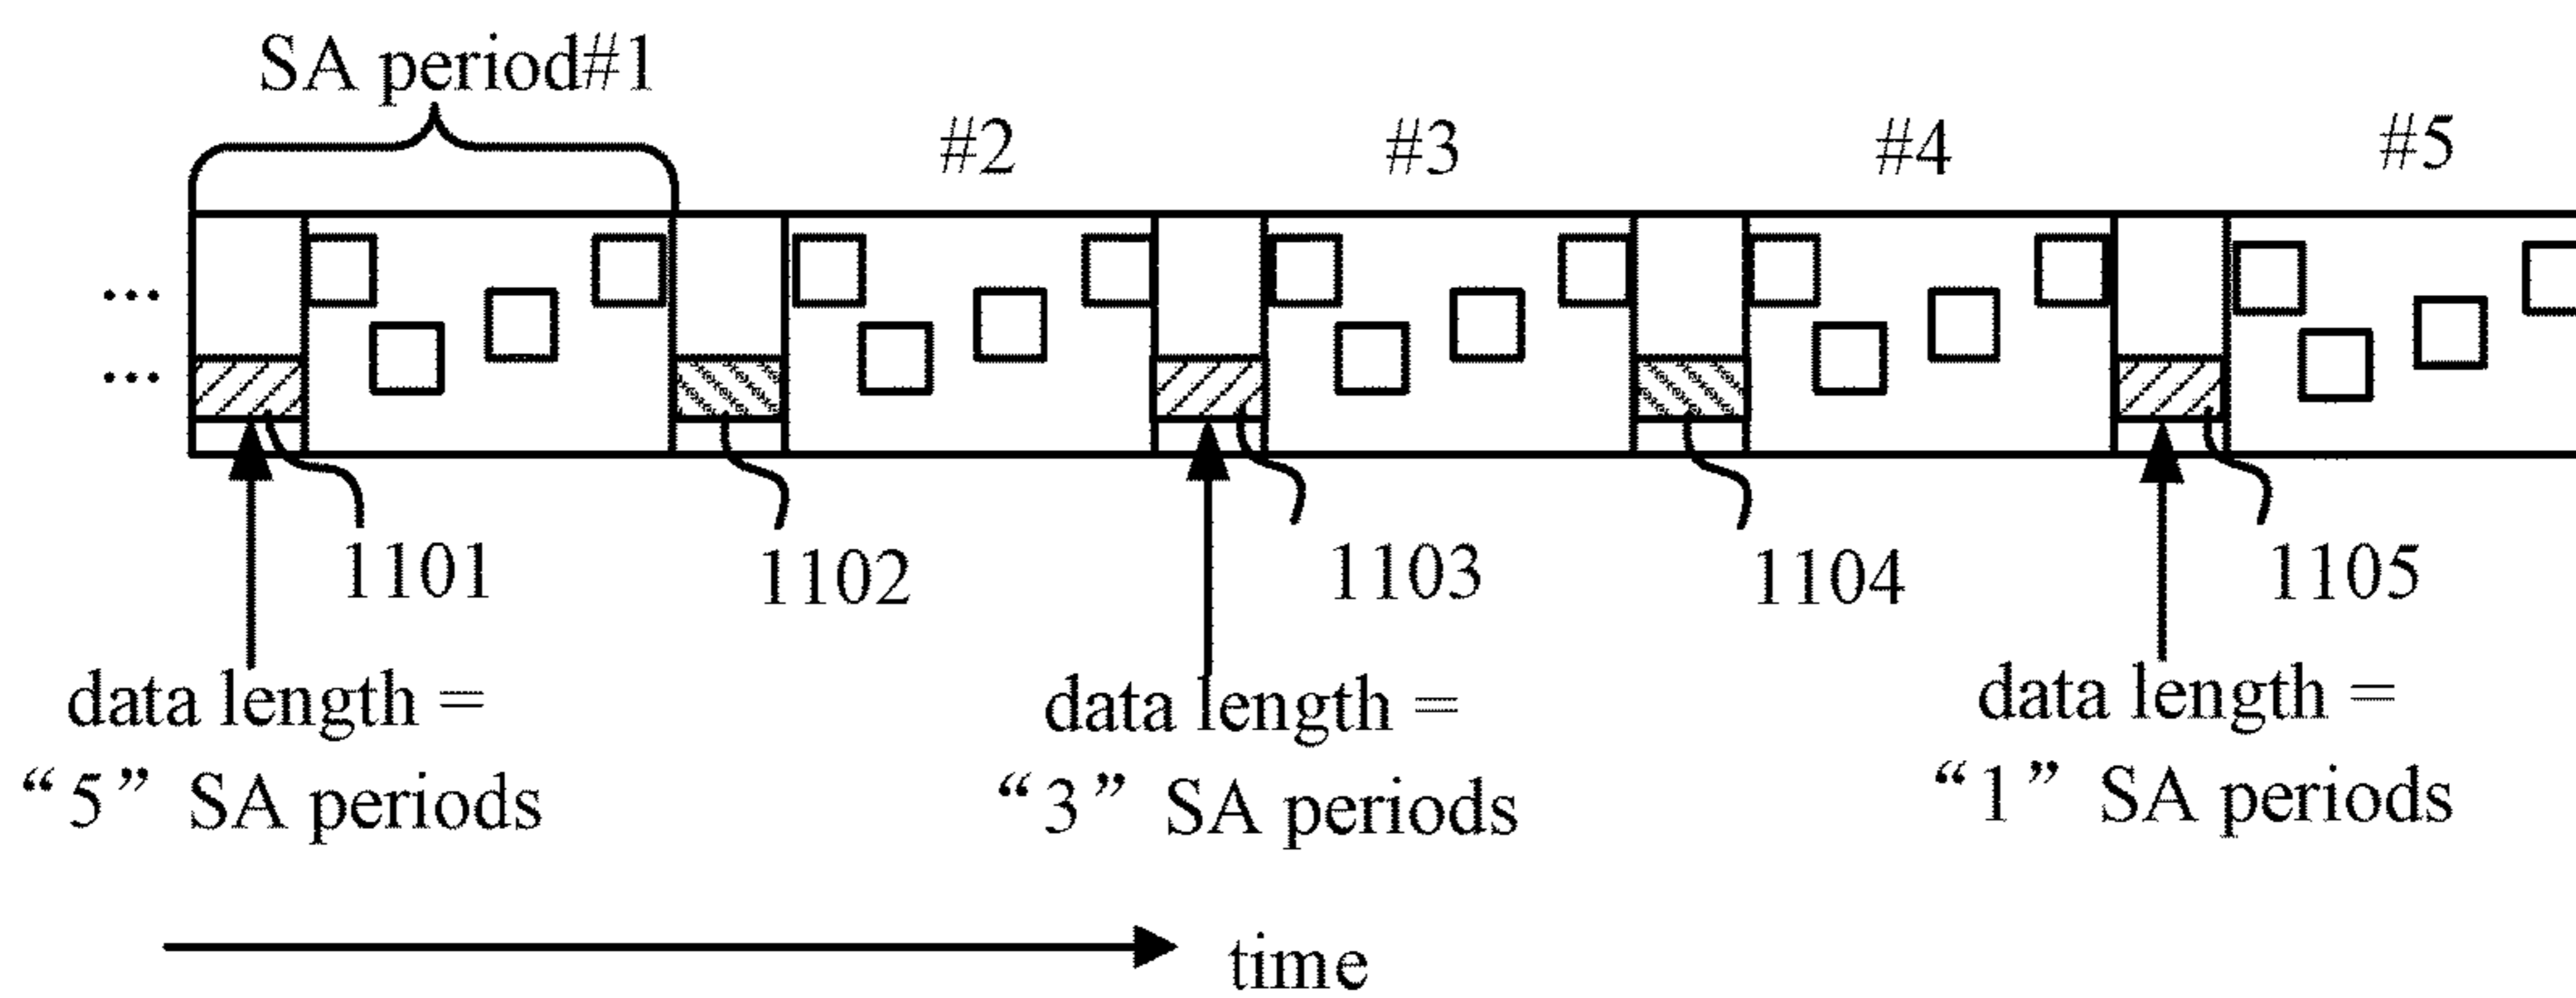 SA period#1
#2
#3
#4
#5
...
...
1101
1102
1103
1104
1105
data length =
“5” SA periods
data length =
“3” SA periods
data length =
“1” SA periods
time